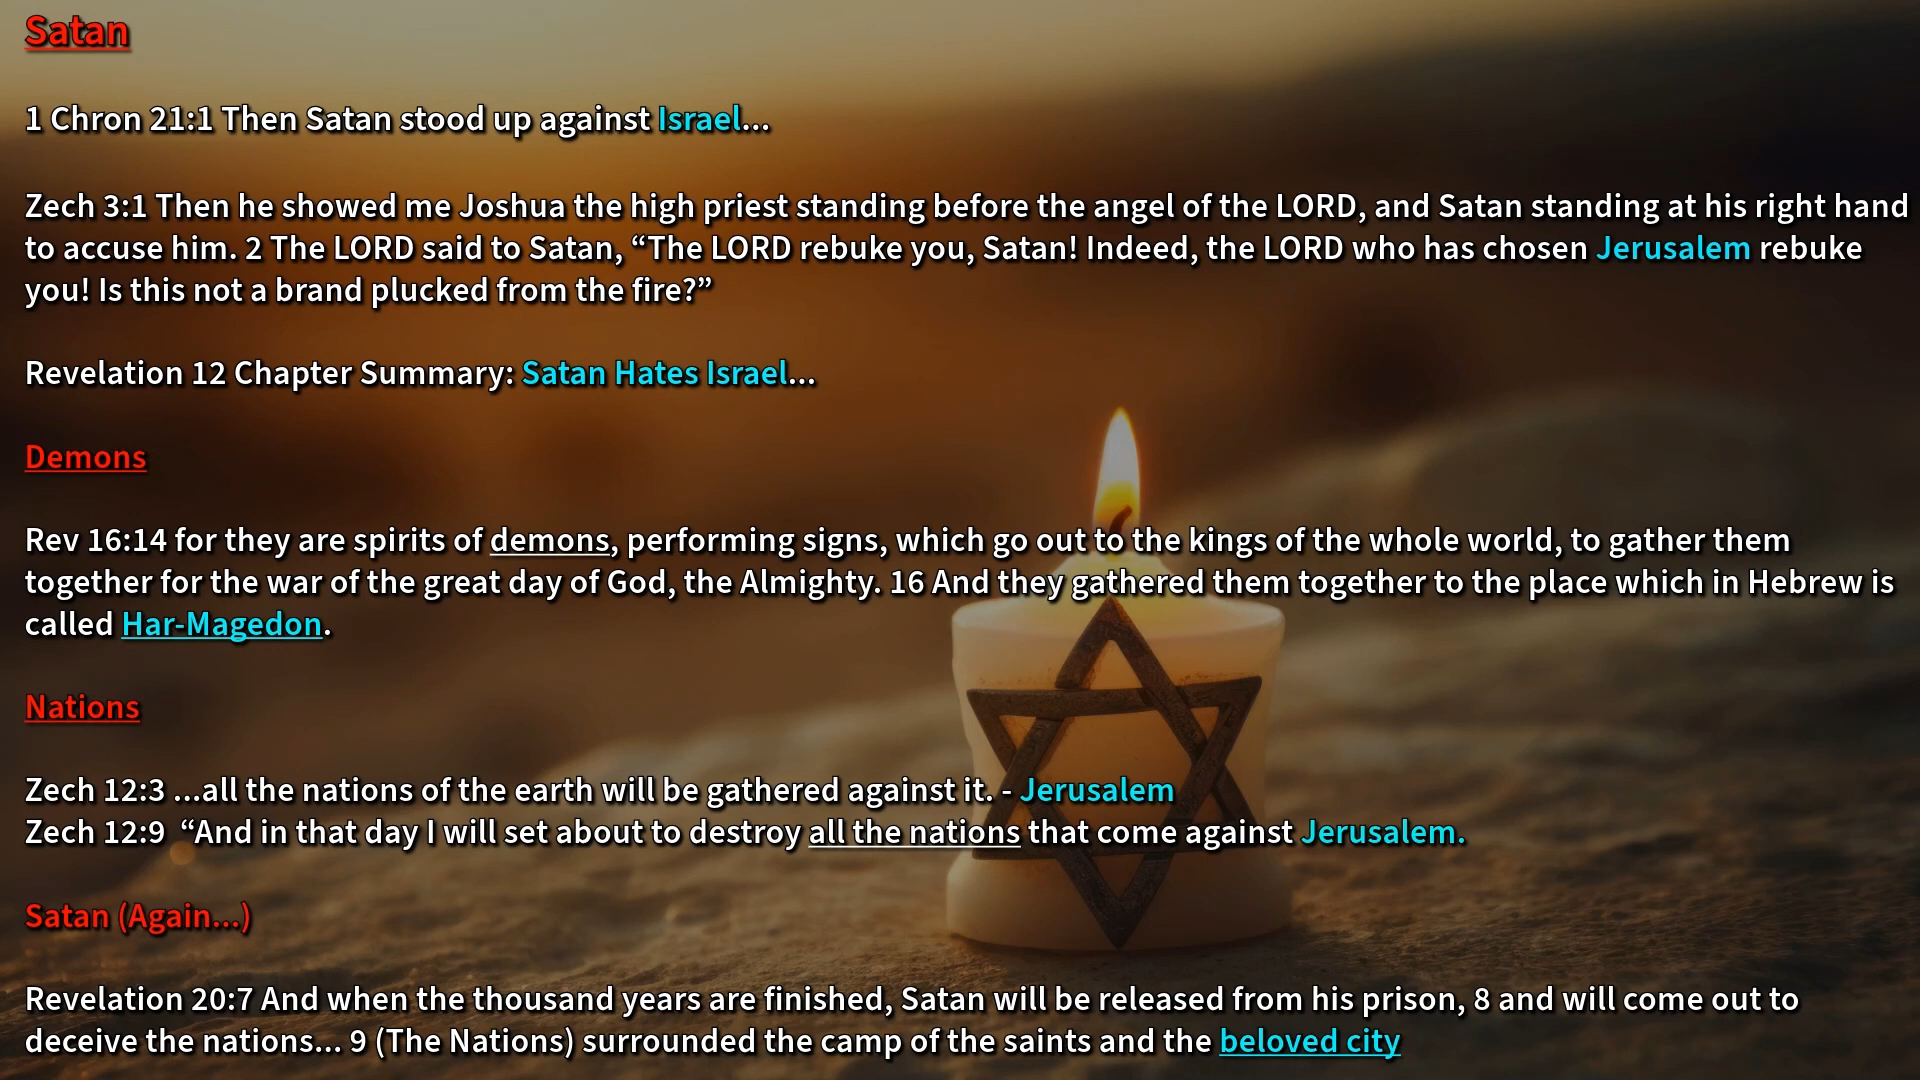 Satan
1 Chron 21:1 Then Satan stood up against Israel...
Zech 3:1 Then he showed me Joshua the high priest standing before the angel of the LORD, and Satan standing at his right hand
to accuse him. 2 The LORD said to Satan, “The LORD rebuke you, Satan! Indeed, the LORD who has chosen Jerusalem rebuke
you! Is this not a brand plucked from the fire?”
Revelation 12 Chapter Summary: Satan Hates Israel...
Demons
Rev 16:14 for they are spirits of demons, performing signs, which go out to the kings of the whole world, to gather them
together for the war of the great day of God, the Almighty. 16 And they gathered them together to the place which in Hebrew is
called Har-Magedon.
Nations
Zech 12:3 ...all the nations of the earth will be gathered against it. - Jerusalem
Zech 12:9  “And in that day I will set about to destroy all the nations that come against Jerusalem.
Satan (Again...)
Revelation 20:7 And when the thousand years are finished, Satan will be released from his prison, 8 and will come out to
deceive the nations... 9 (The Nations) surrounded the camp of the saints and the beloved city